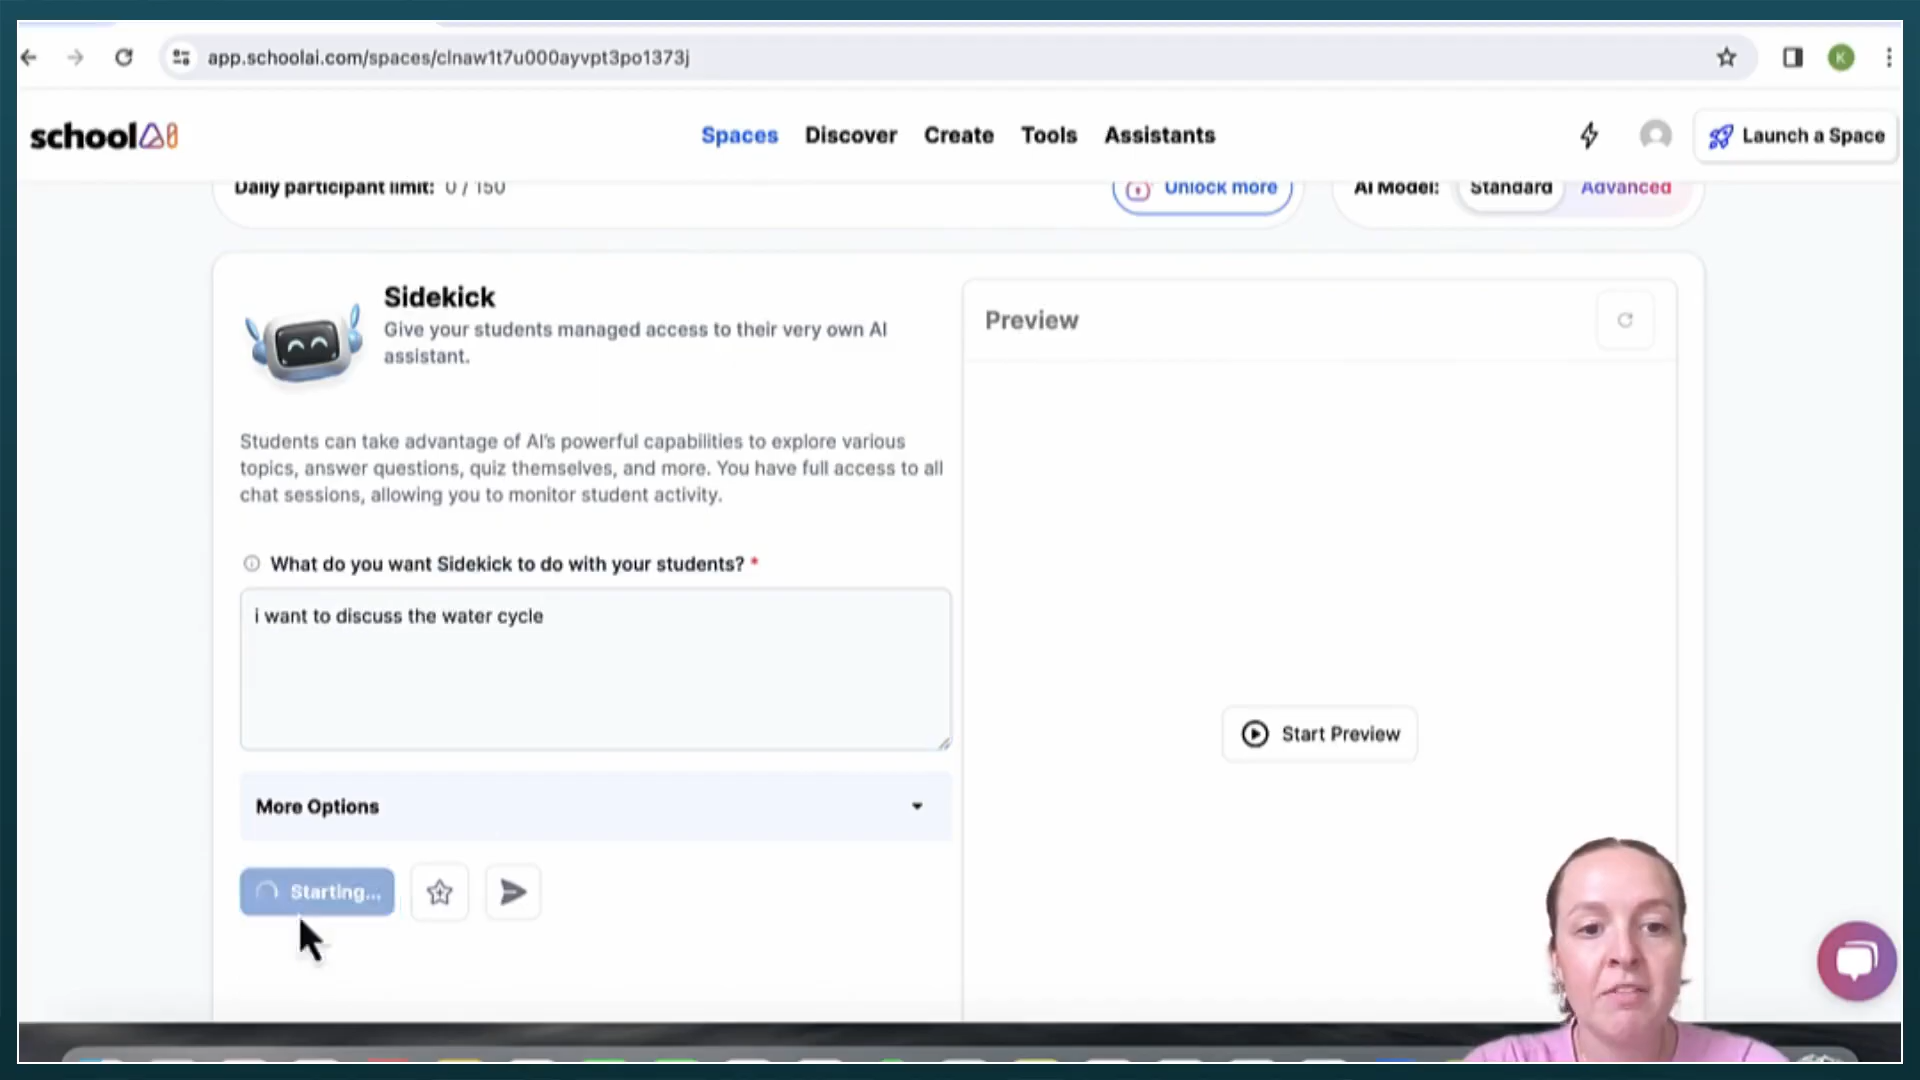 app.schoolai.com/spaces/clnaw1t7u000ayvpt3po1373j
K
schoolAI
Spaces
Discover
Create
Tools
Assistants
Launch a Space
Daily participant limit: 0 / 150
Unlock more
AI Model:
Standard
Advanced
Sidekick
Give your students managed access to their very own AI
assistant.
Students can take advantage of AI's powerful capabilities to explore various
topics, answer questions, quiz themselves, and more. You have full access to all
chat sessions, allowing you to monitor student activity.
What do you want Sidekick to do with your students? *
i want to discuss the water cycle
More Options
Starting...
Preview
Start Preview